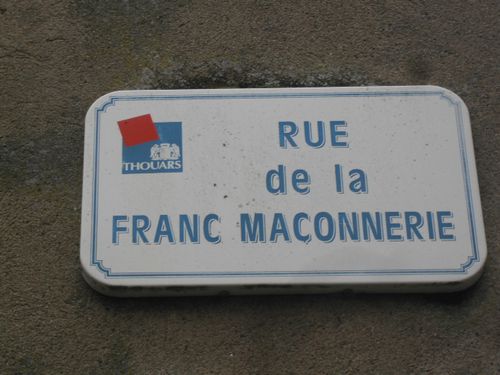 THOUARS
RUE
de la
FRANC MAÇONNERIE